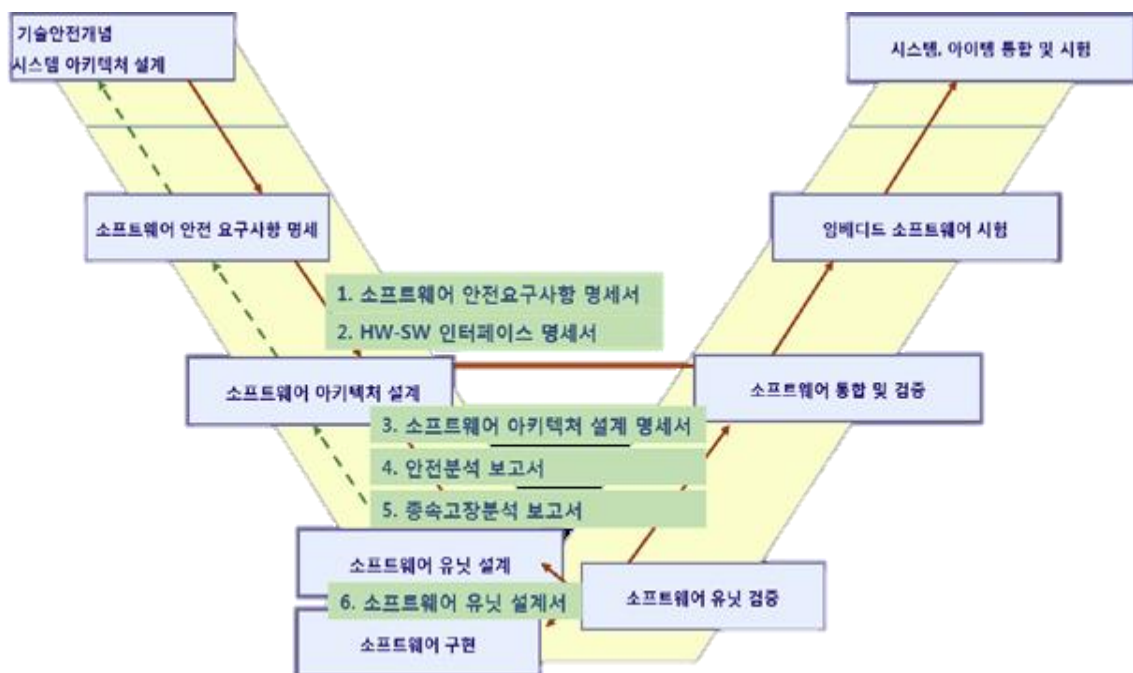 기술안전개념
시스템 아키텍처 설계
시스템, 아이템 통합 및 시험
소프트웨어 안전 요구사항 명세
임베디드 소프트웨어 시험
1. 소프트웨어 안전요구사항 명세서
2. HW-SW 인터페이스 명세서
소프트웨어 아키텍처 설계
소프트웨어 통합 및 검증
3. 소프트웨어 아키텍처 설계 명세서
4. 안전분석 보고서
5. 종속고장분석 보고서
소프트웨어 유닛 설계
소프트웨어 유닛 검증
6. 소프트웨어 유닛 설계서
소프트웨어 구현